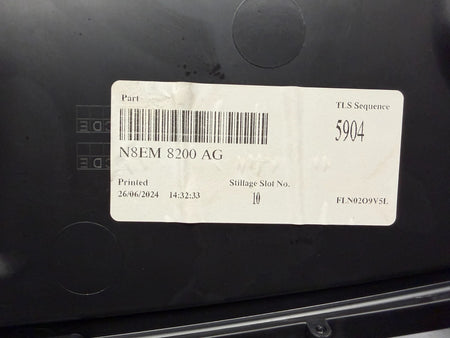 Part
TLS Sequence
5904
N8EM 8200 AG
Printed
Stillage Slot No.
26/06/2024 14:32:33
10
FLN02O9V5L